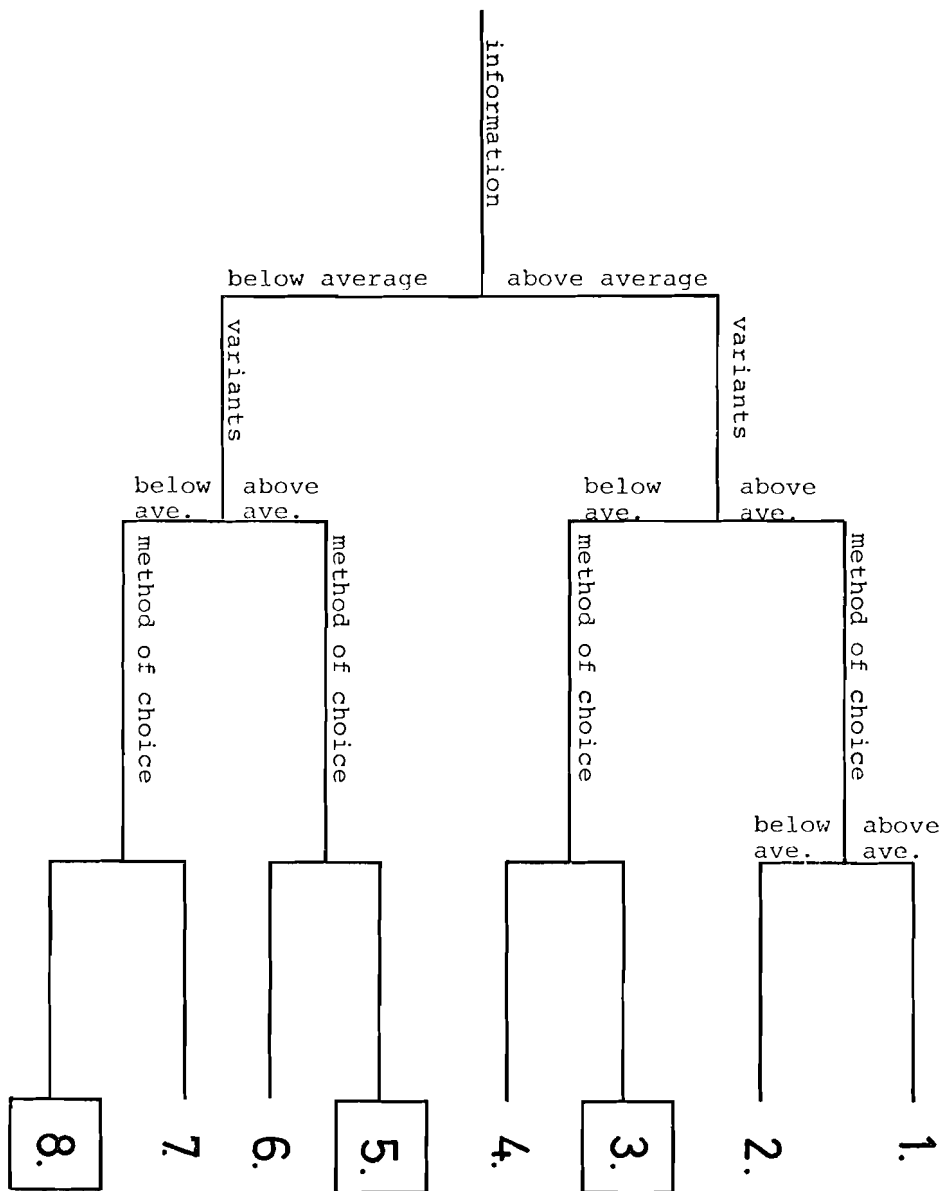 information
below average
above average
variants
variants
below
ave.
above
ave.
below
ave.
above
ave.
method of choice
method of choice
method of choice
method of choice
below
ave.
above
ave.
8.
7.
6.
5.
4.
3.
2.
1.